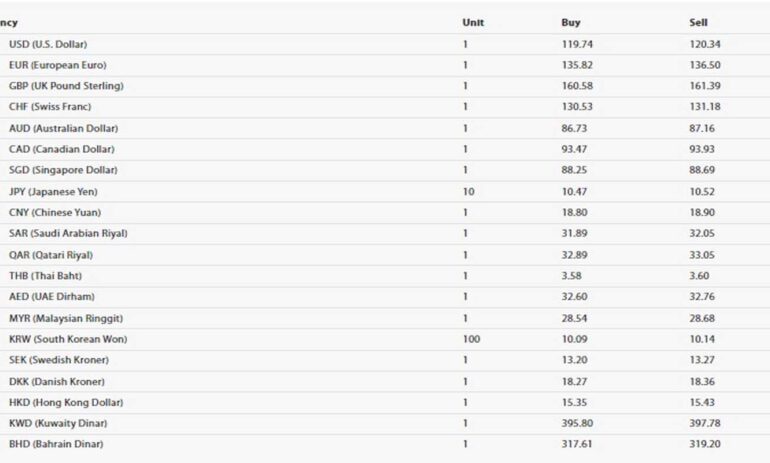 ncy Unit Buy Sell
USD (U.S. Dollar) 1 119.74 120.34
EUR (European Euro) 1 135.82 136.50
GBP (UK Pound Sterling) 1 160.58 161.39
CHF (Swiss Franc) 1 130.53 131.18
AUD (Australian Dollar) 1 86.73 87.16
CAD (Canadian Dollar) 1 93.47 93.93
SGD (Singapore Dollar) 1 88.25 88.69
JPY (Japanese Yen) 10 10.47 10.52
CNY (Chinese Yuan) 1 18.80 18.90
SAR (Saudi Arabian Riyal) 1 31.89 32.05
QAR (Qatari Riyal) 1 32.89 33.05
THB (Thai Baht) 1 3.58 3.60
AED (UAE Dirham) 1 32.60 32.76
MYR (Malaysian Ringgit) 1 28.54 28.68
KRW (South Korean Won) 100 10.09 10.14
SEK (Swedish Kroner) 1 13.20 13.27
DKK (Danish Kroner) 1 18.27 18.36
HKD (Hong Kong Dollar) 1 15.35 15.43
KWD (Kuwaity Dinar) 1 395.80 397.78
BHD (Bahrain Dinar) 1 317.61 319.20